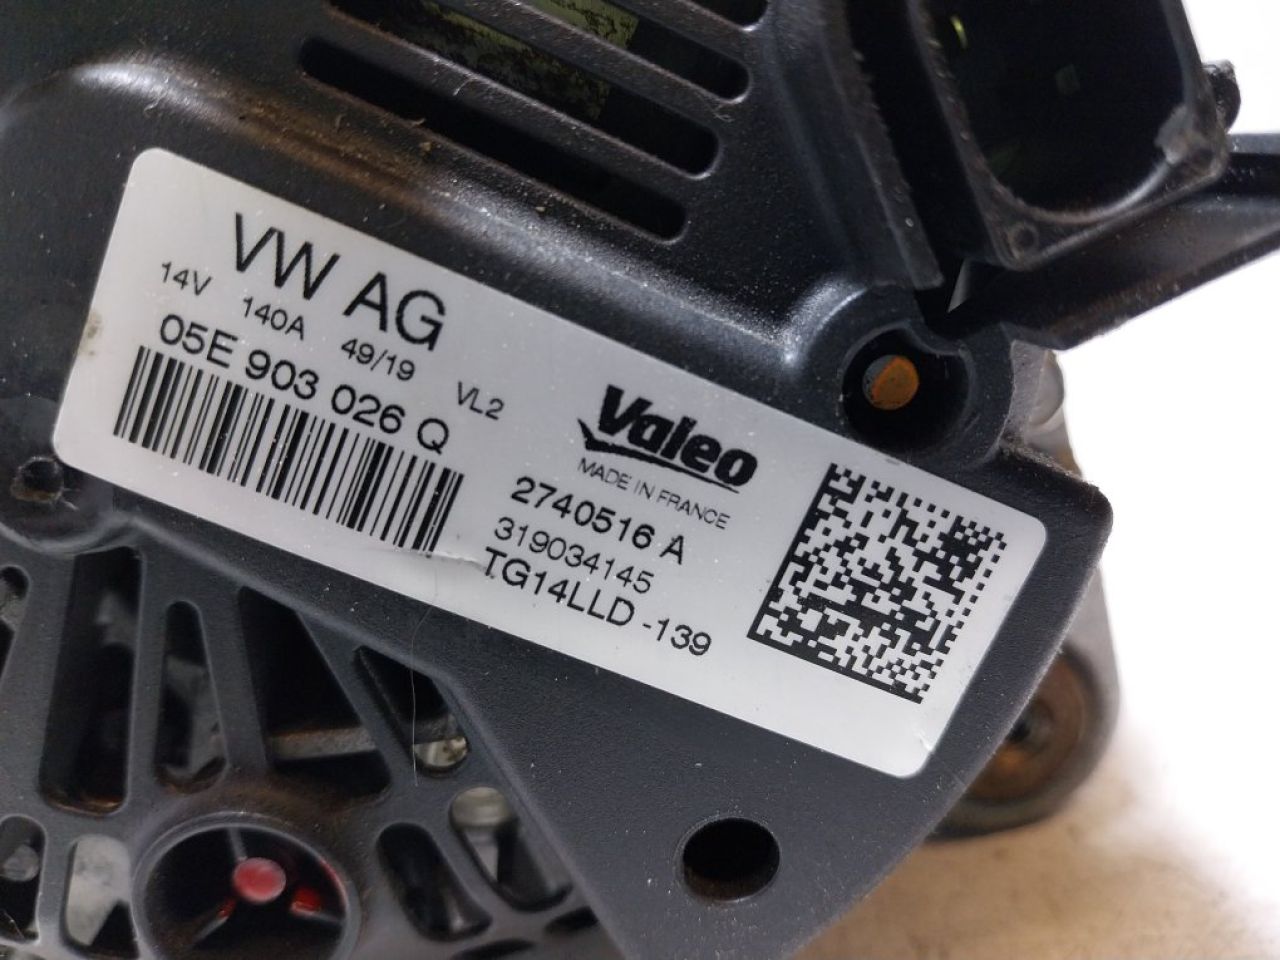 VW AG
14V 140A 49/19 VL2
05E 903 026 Q
Valeo
MADE IN FRANCE
2740516 A
319034145
TG14LLD -139